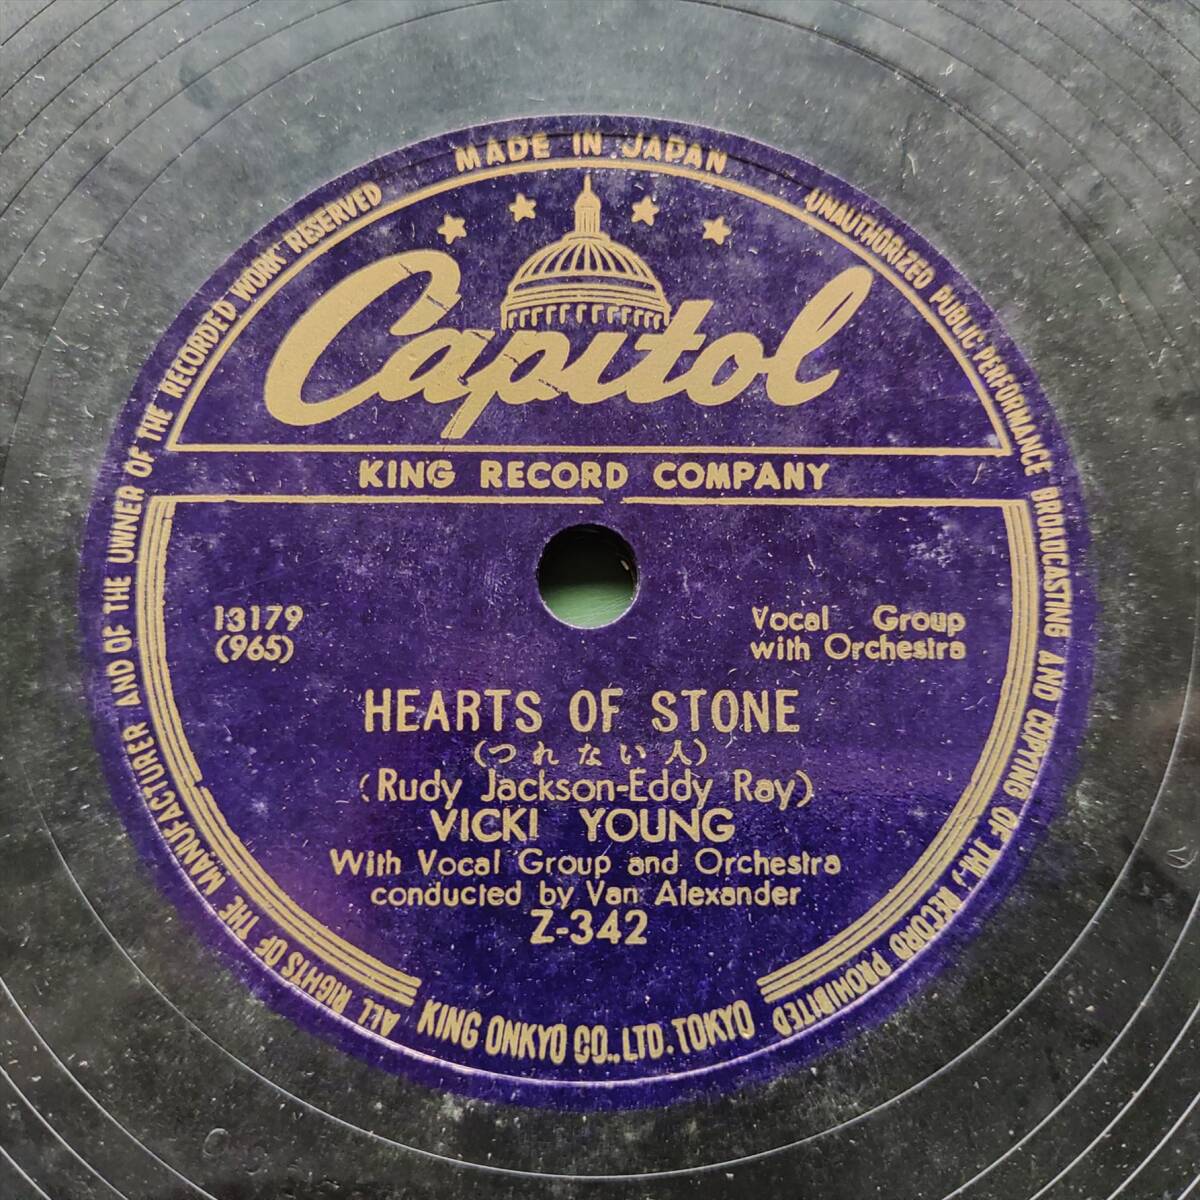 MADE IN JAPAN
ALL RIGHTS OF THE MANUFACTURER AND OF THE OWNER OF THE RECORDED WORK RESERVED
UNAUTHORIZED PUBLIC PERFORMANCE BROADCASTING AND COPYING OF THIS RECORD PROHIBITED
Capitol
KING RECORD COMPANY
13179
(965)
Vocal Group
with Orchestra
HEARTS OF STONE
(つれない人)
(Rudy Jackson-Eddy Ray)
VICKI YOUNG
With Vocal Group and Orchestra
conducted by Van Alexander
Z-342
KING ONKYO CO., LTD. TOKYO